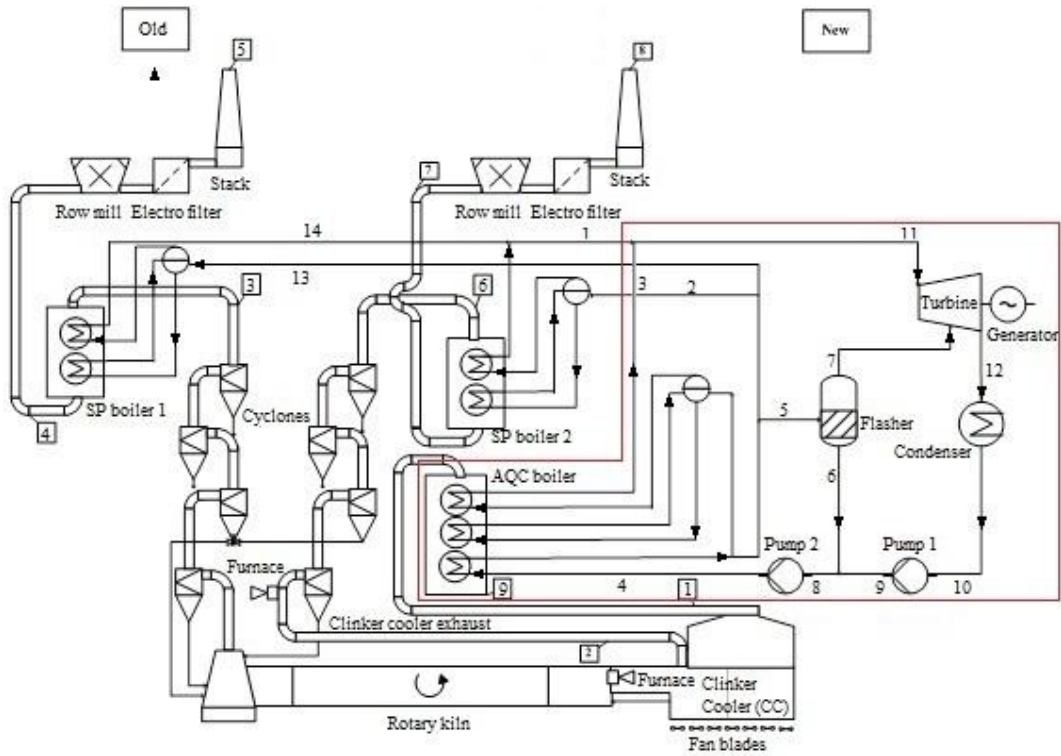 Old
New
5
8
7
Stack
Stack
Row mill
Electro filter
Row mill
Electro filter
14
1
11
13
3
6
3
2
Turbine
Generator
7
12
SP boiler 1
Cyclones
SP boiler 2
5
Flasher
Condenser
4
AQC boiler
6
Pump 2
Pump 1
Furnace
9
4
1
8
9
10
Clinker cooler exhaust
2
Furnace
Clinker
Cooler (CC)
Rotary kiln
Fan blades